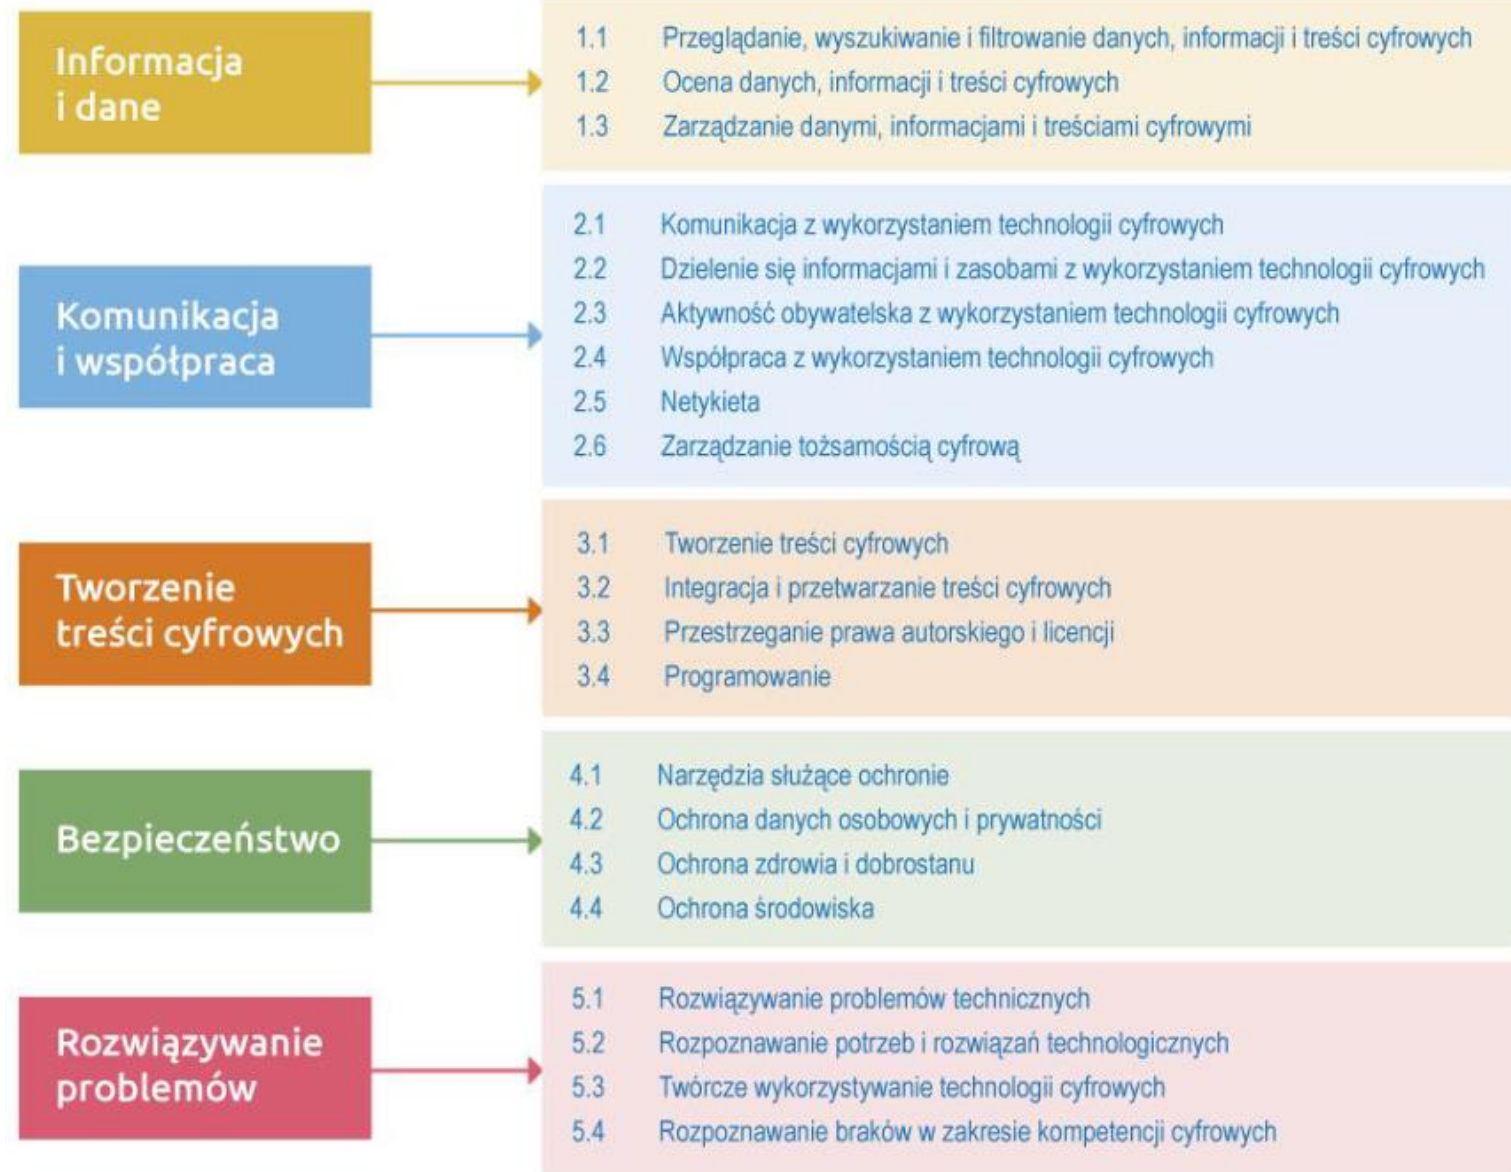 Informacja
i dane
1.1 Przeglądanie, wyszukiwanie i filtrowanie danych, informacji i treści cyfrowych
1.2 Ocena danych, informacji i treści cyfrowych
1.3 Zarządzanie danymi, informacjami i treściami cyfrowymi
Komunikacja
i współpraca
2.1 Komunikacja z wykorzystaniem technologii cyfrowych
2.2 Dzielenie się informacjami i zasobami z wykorzystaniem technologii cyfrowych
2.3 Aktywność obywatelska z wykorzystaniem technologii cyfrowych
2.4 Współpraca z wykorzystaniem technologii cyfrowych
2.5 Netykieta
2.6 Zarządzanie tożsamością cyfrową
Tworzenie
treści cyfrowych
3.1 Tworzenie treści cyfrowych
3.2 Integracja i przetwarzanie treści cyfrowych
3.3 Przestrzeganie prawa autorskiego i licencji
3.4 Programowanie
Bezpieczeństwo
4.1 Narzędzia służące ochronie
4.2 Ochrona danych osobowych i prywatności
4.3 Ochrona zdrowia i dobrostanu
4.4 Ochrona środowiska
Rozwiązywanie
problemów
5.1 Rozwiązywanie problemów technicznych
5.2 Rozpoznawanie potrzeb i rozwiązań technologicznych
5.3 Twórcze wykorzystywanie technologii cyfrowych
5.4 Rozpoznawanie braków w zakresie kompetencji cyfrowych